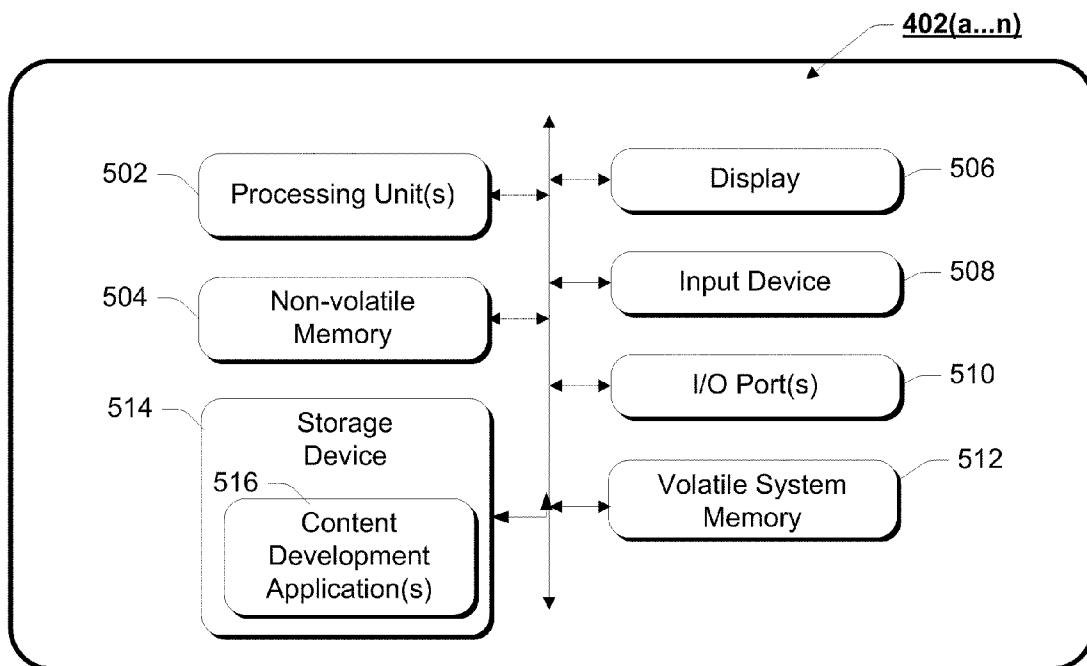 402(a...n)
502
Processing Unit(s)
504
Non-volatile
Memory
514
Storage
Device
516
Content
Development
Application(s)
Display
506
Input Device
508
I/O Port(s)
510
Volatile System
Memory
512